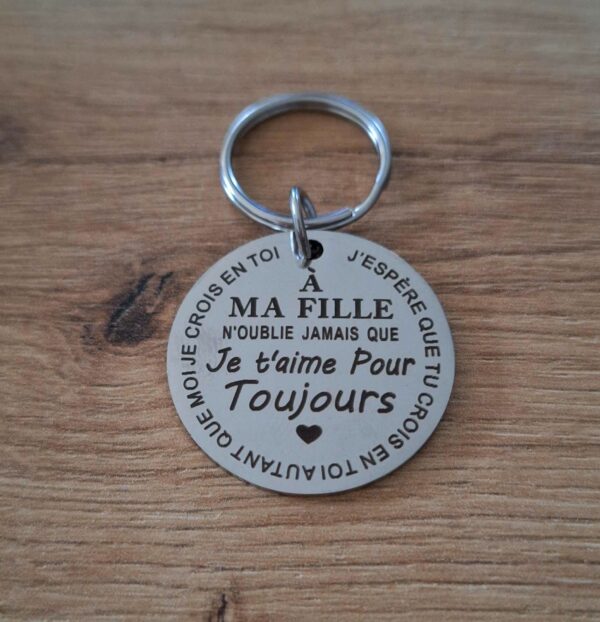 À
MA FILLE
N'OUBLIE JAMAIS QUE
Je t'aime Pour
Toujours
J'ESPÈRE QUE TU CROIS EN TOI AUTANT QUE MOI JE CROIS EN TOI